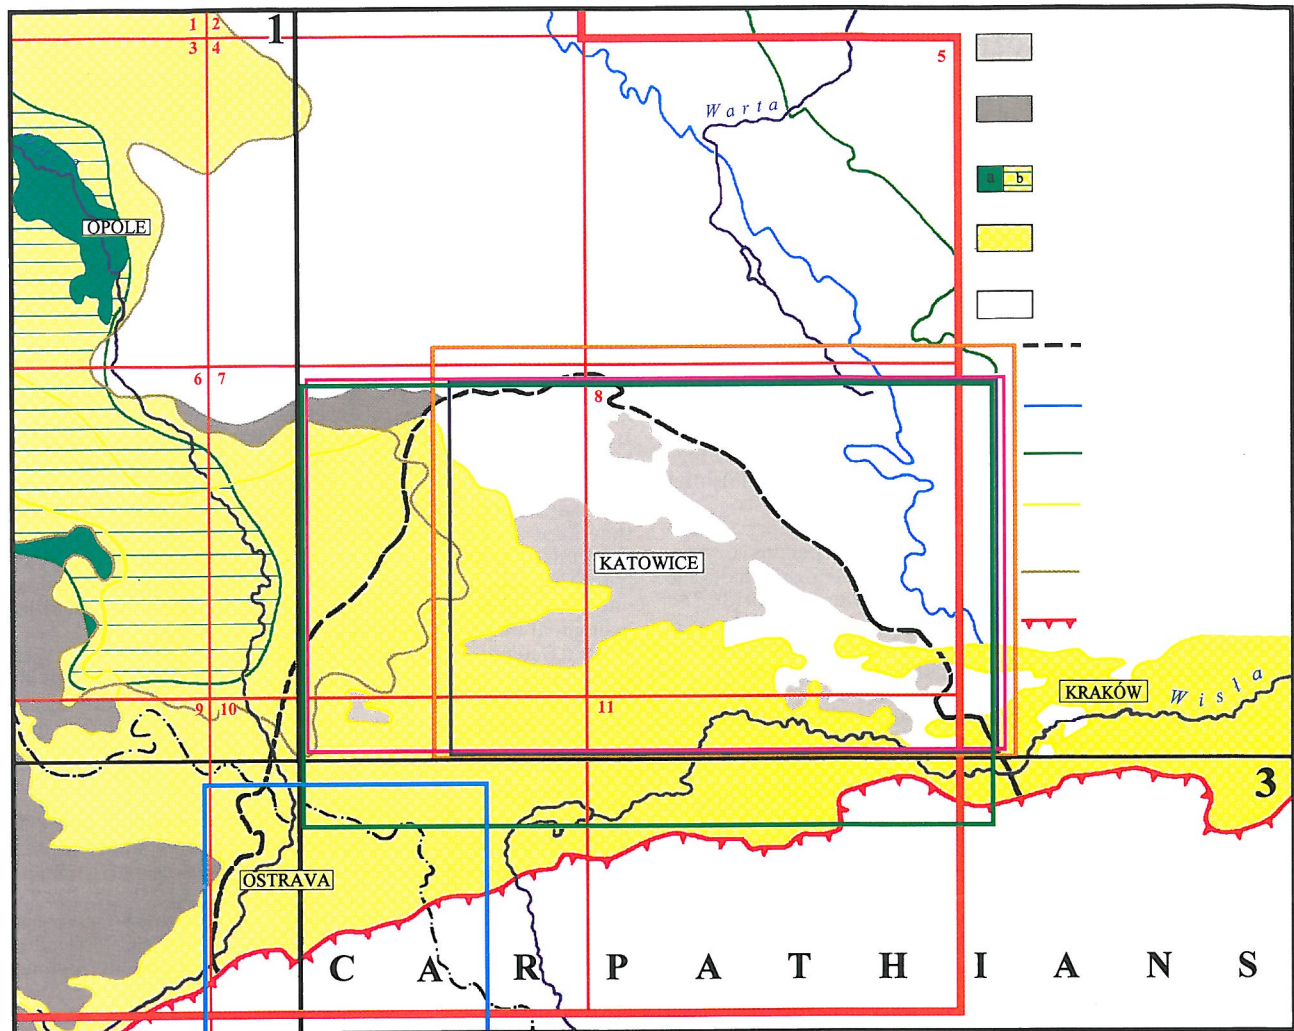 1 2 1
3 4 5
Warta
a b
OPOLE
6 7
8
KATOWICE
KRAKÓW Wisla
9 10 11
3
OSTRAVA
C A R P A T H I A N S